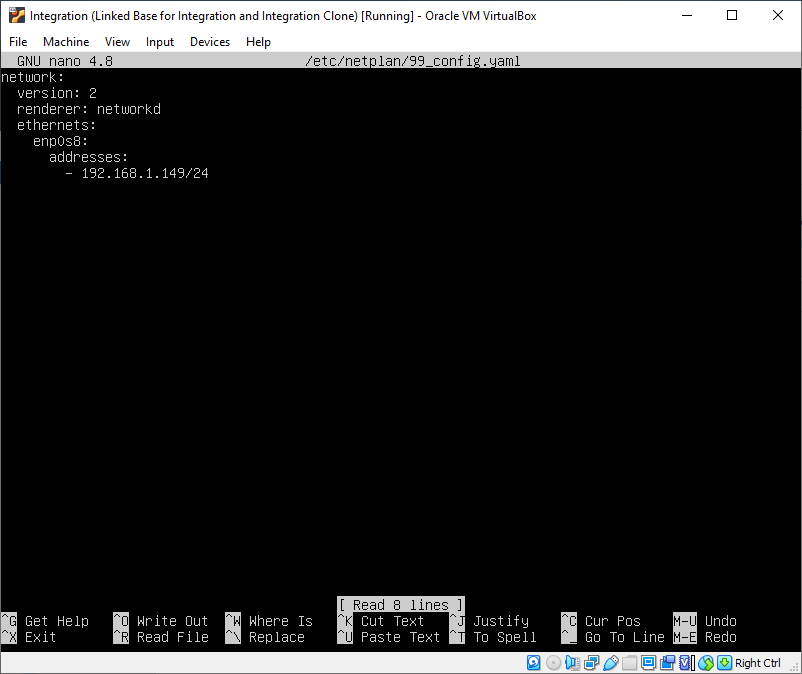 Integration (Linked Base for Integration and Integration Clone) [Running] - Oracle VM VirtualBox
File Machine View Input Devices Help
GNU nano 4.8 /etc/netplan/99_config.yaml
network:
  version: 2
  renderer: networkd
  ethernets:
    enp0s8:
      addresses:
        - 192.168.1.149/24
[ Read 8 lines ]
^G Get Help ^O Write Out ^W Where Is ^K Cut Text ^J Justify ^C Cur Pos M-U Undo
^X Exit ^R Read File ^\ Replace ^U Paste Text ^T To Spell ^_ Go To Line M-E Redo
Right Ctrl